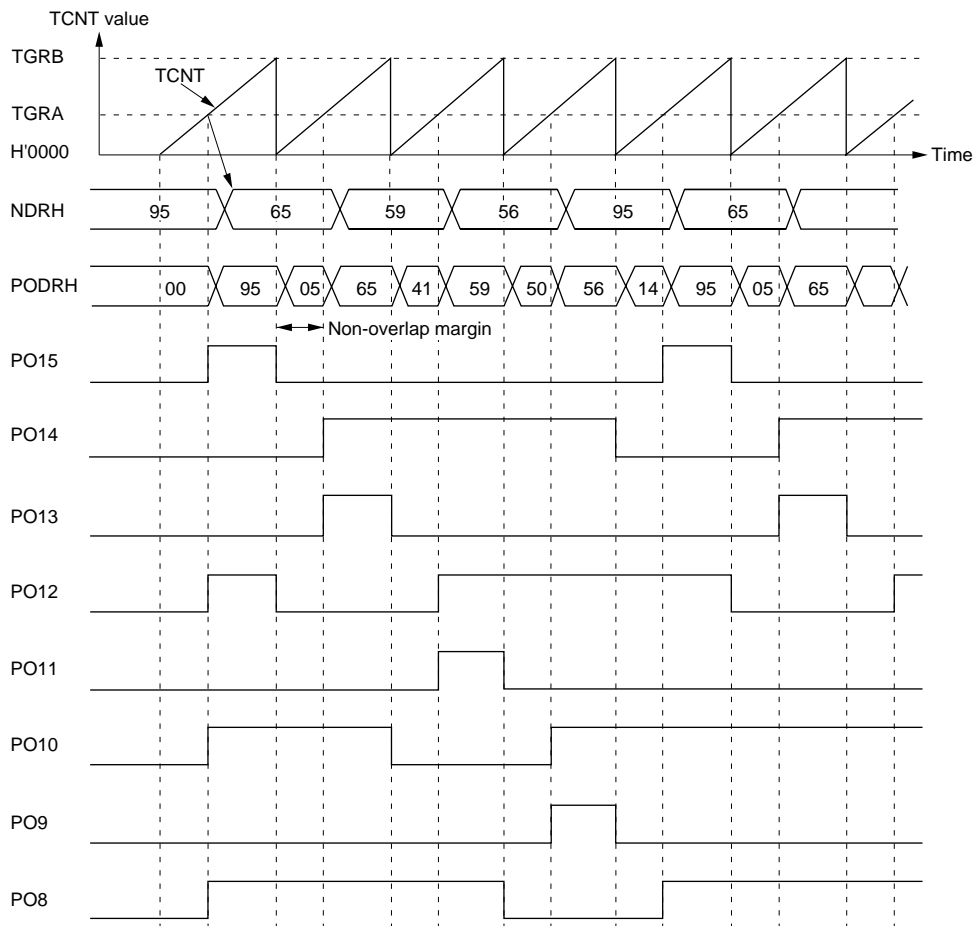 TCNT value
TGRB
TCNT
TGRA
H'0000
Time
NDRH 95 65 59 56 95 65
PODRH 00 95 05 65 41 59 50 56 14 95 05 65
Non-overlap margin
PO15
PO14
PO13
PO12
PO11
PO10
PO9
PO8